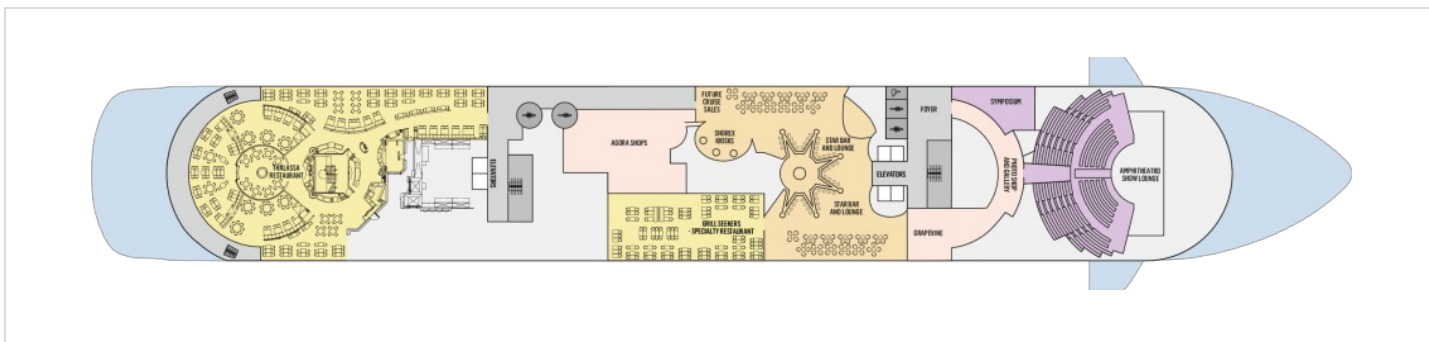 THALASSA
RESTAURANT
ELEVATORS
AGORA SHOPS
FUTURE
CRUISE
SALES
SHOREX
KIOSKS
GRILL SEEKERS
- SPECIALTY RESTAURANT
STAR BAR
AND LOUNGE
STAR BAR
AND LOUNGE
ELEVATORS
FOYER
GRAPEVINE
PHOTO SHOP
AND GALLERY
SYMPOSIUM
AMPHITHEATRO
SHOW LOUNGE